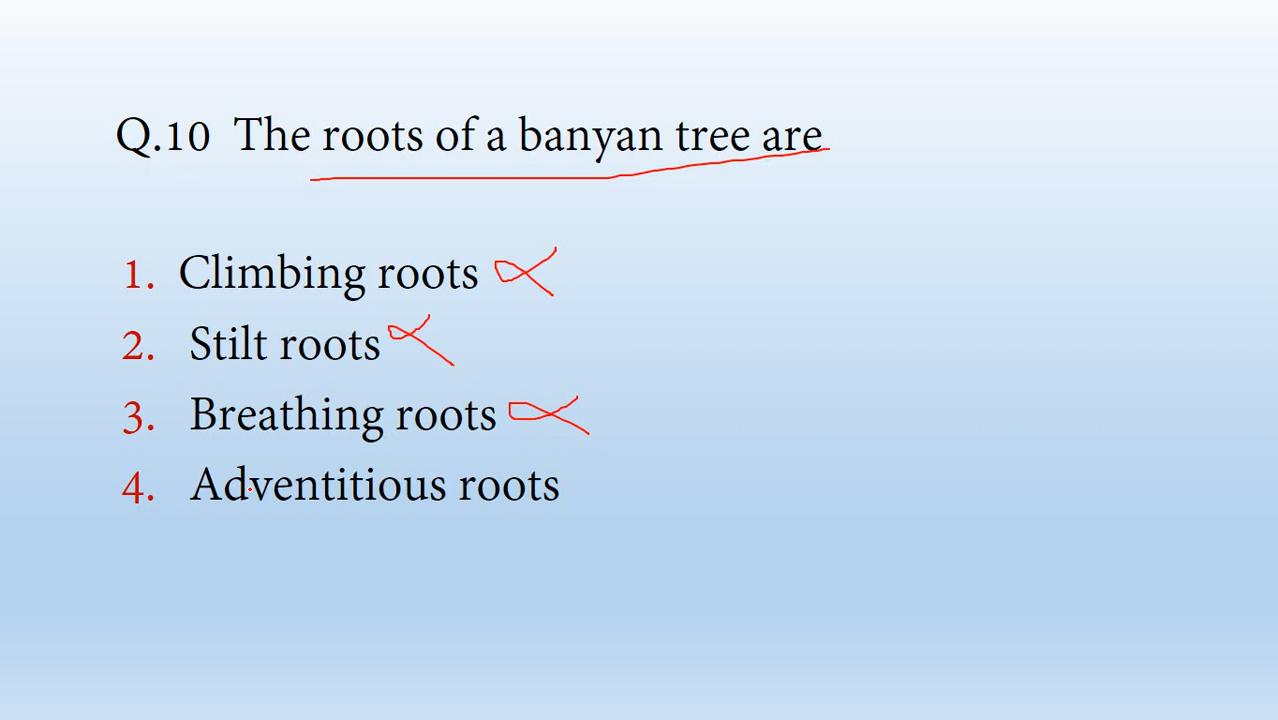 Q.10 The roots of a banyan tree are
1. Climbing roots
2. Stilt roots
3. Breathing roots
4. Adventitious roots